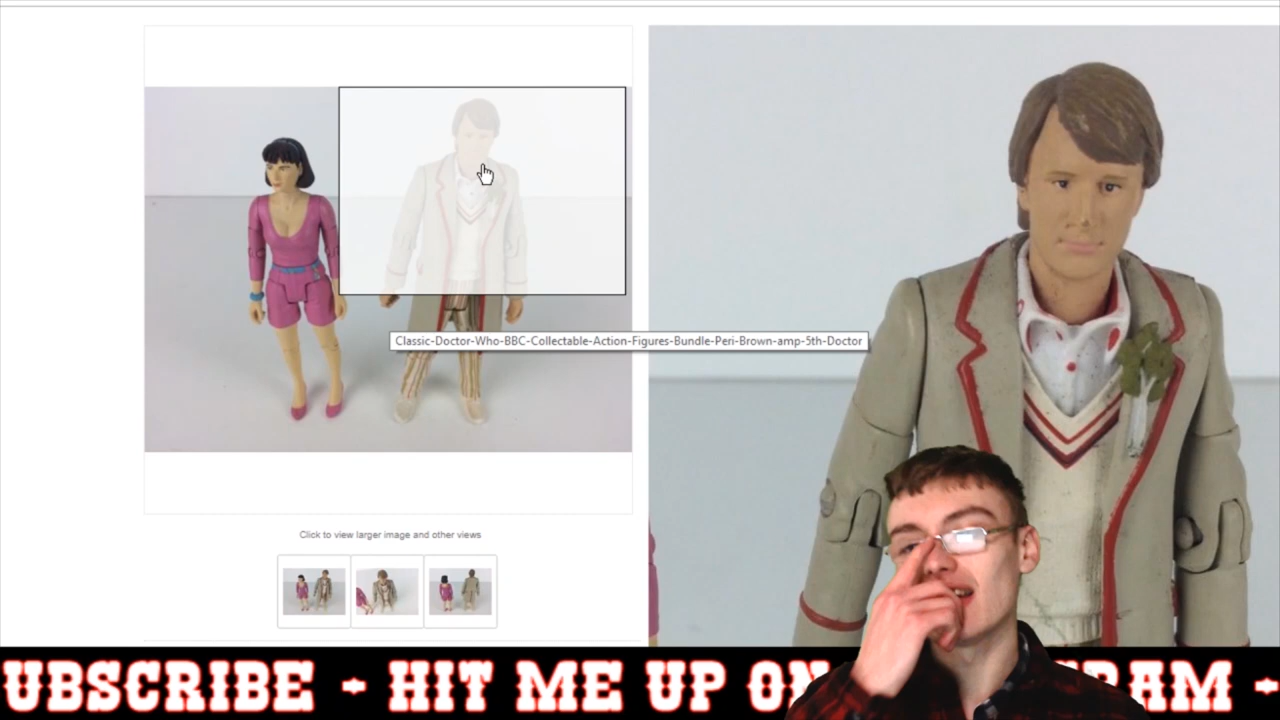 Classic-Doctor-Who-BBC-Collectable-Action-Figures-Bundle-Peri-Brown-amp-5th-Doctor
Click to view larger image and other views
UBSCRIBE - HIT ME UP ON RAM -